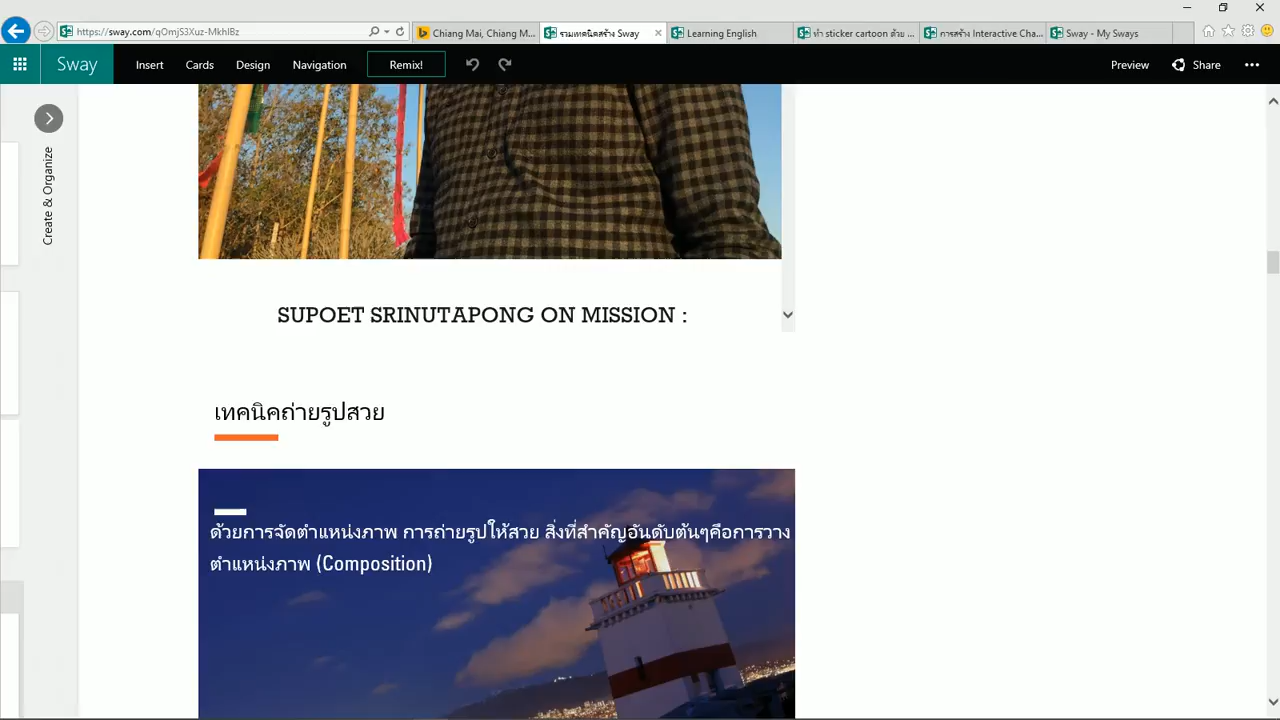 https://sway.com/qOmjS3Xuz-MkhlBz
Chiang Mai, Chiang M...
รวมเทคนิคสร้าง Sway
Learning English
ทำ sticker cartoon ด้วย ...
การสร้าง Interactive Cha...
Sway - My Sways
Sway
Insert
Cards
Design
Navigation
Remix!
Preview
Share
Create & Organize
SUPOET SRINUTAPONG ON MISSION :
เทคนิคถ่ายรูปสวย
ด้วยการจัดตำแหน่งภาพ การถ่ายรูปให้สวย สิ่งที่สำคัญอันดับต้นๆคือการวาง
ตำแหน่งภาพ (Composition)